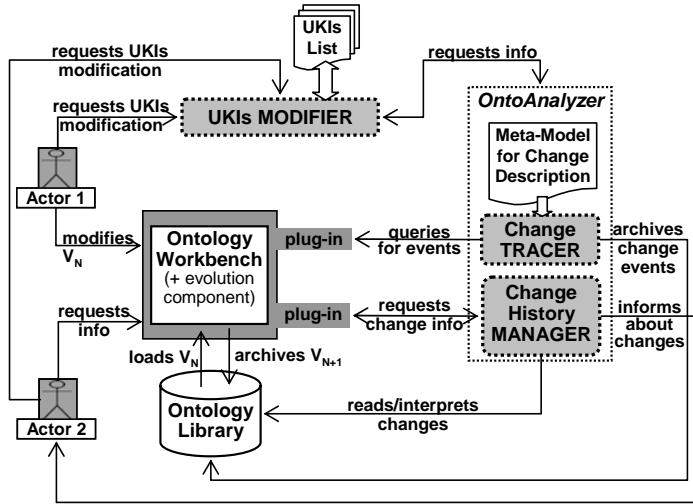 requests UKIs
modification
UKIs
List
requests info
OntoAnalyzer
requests UKIs
modification
UKIs MODIFIER
Meta-Model
for Change
Description
Actor 1
modifies
V_N
Ontology
Workbench
(+ evolution
component)
plug-in
queries
for events
Change
TRACER
archives
change
events
requests
info
plug-in
requests
change info
Change
History
MANAGER
informs
about
changes
loads V_N
archives V_N+1
Actor 2
Ontology
Library
reads/interprets
changes